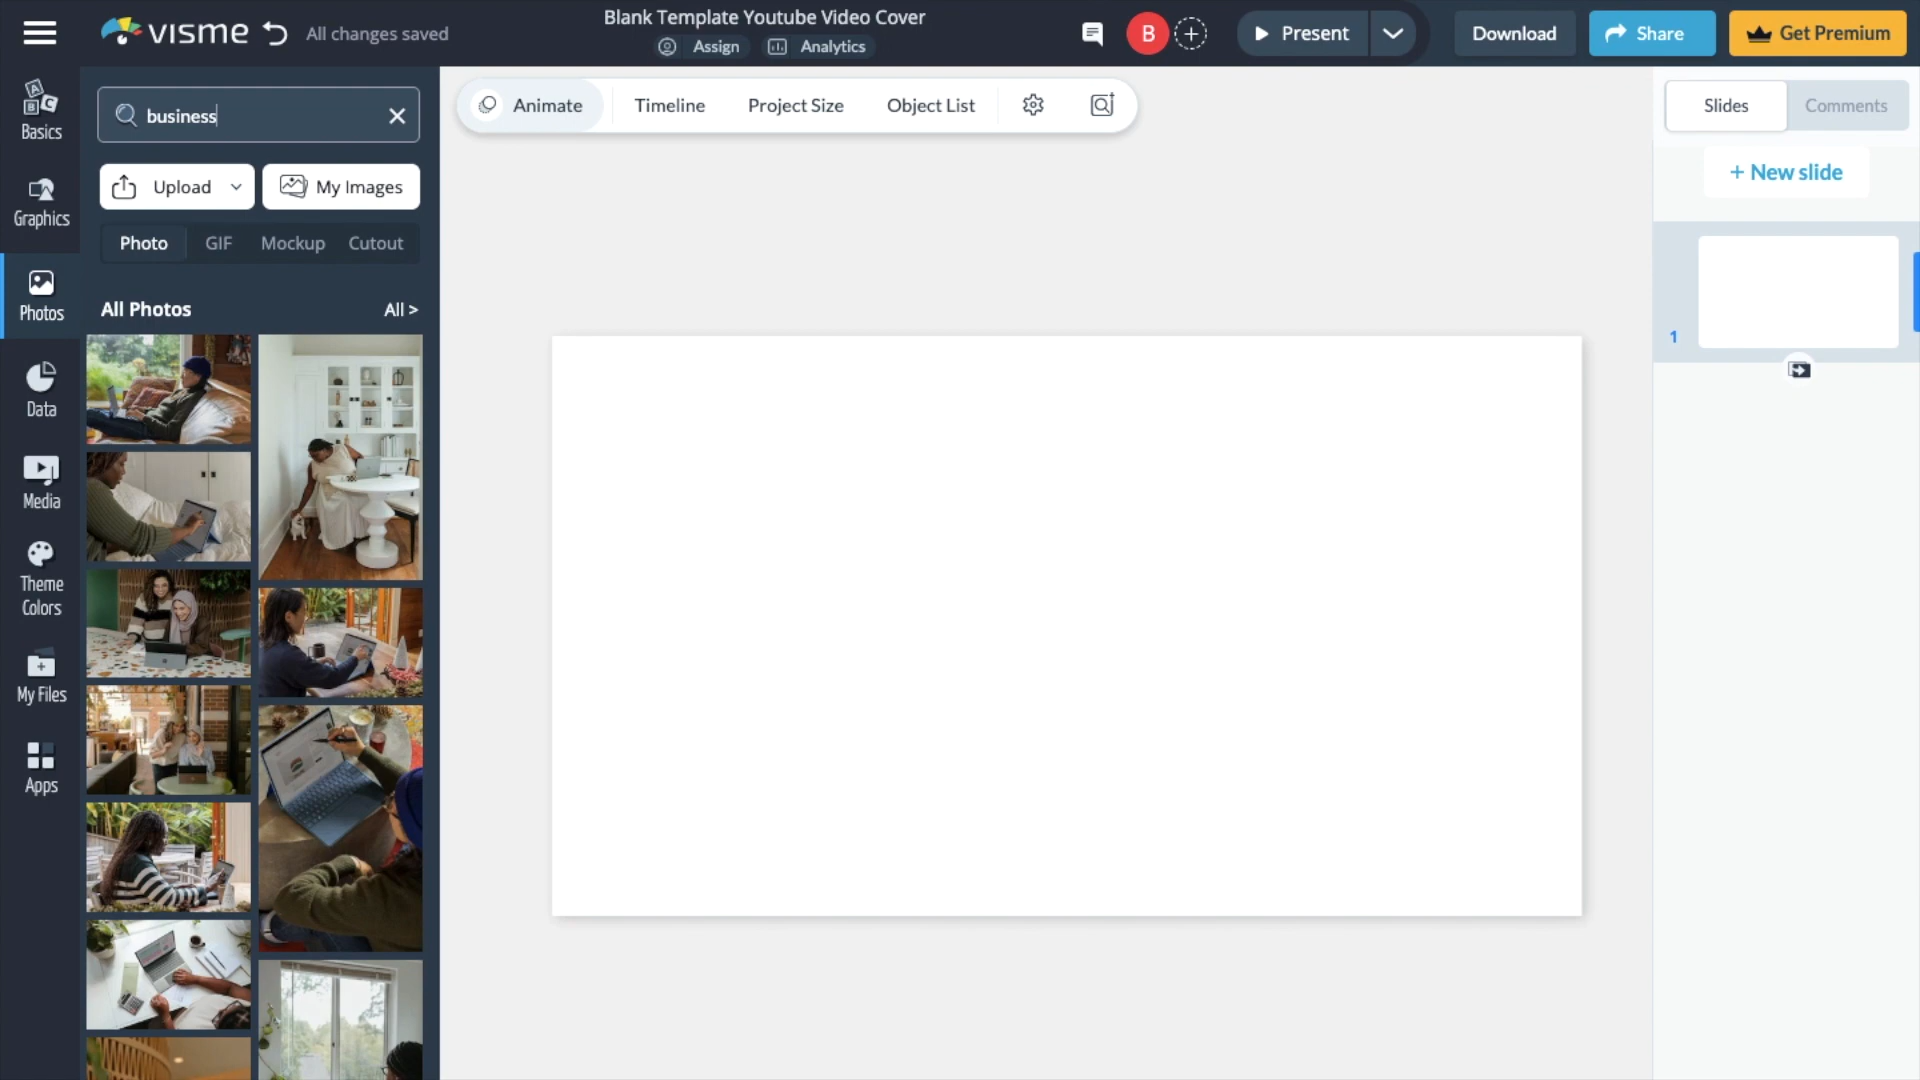 visme
All changes saved
Blank Template Youtube Video Cover
Assign
Analytics
B
Present
Download
Share
Get Premium
Basics
Graphics
Photos
Data
Media
Theme
Colors
My Files
Apps
business
Upload
My Images
Photo
GIF
Mockup
Cutout
All Photos
All >
Animate
Timeline
Project Size
Object List
Slides
Comments
+ New slide
1